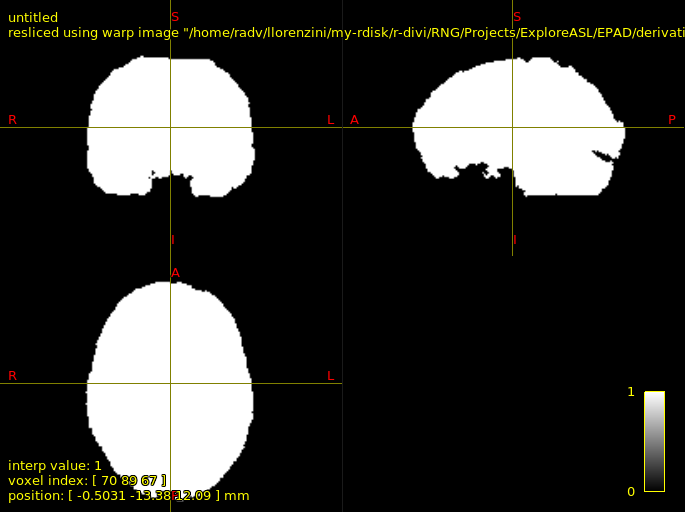 untitled
resliced using warp image "/home/radv/llorenzini/my-rdisk/r-divi/RNG/Projects/ExploreASL/EPAD/derivati
S
S
R
L
A
P
I
I
A
R
L
1
0
interp value: 1
voxel index: [ 70 89 67 ]
position: [ -0.5031 -13.38 12.09 ] mm